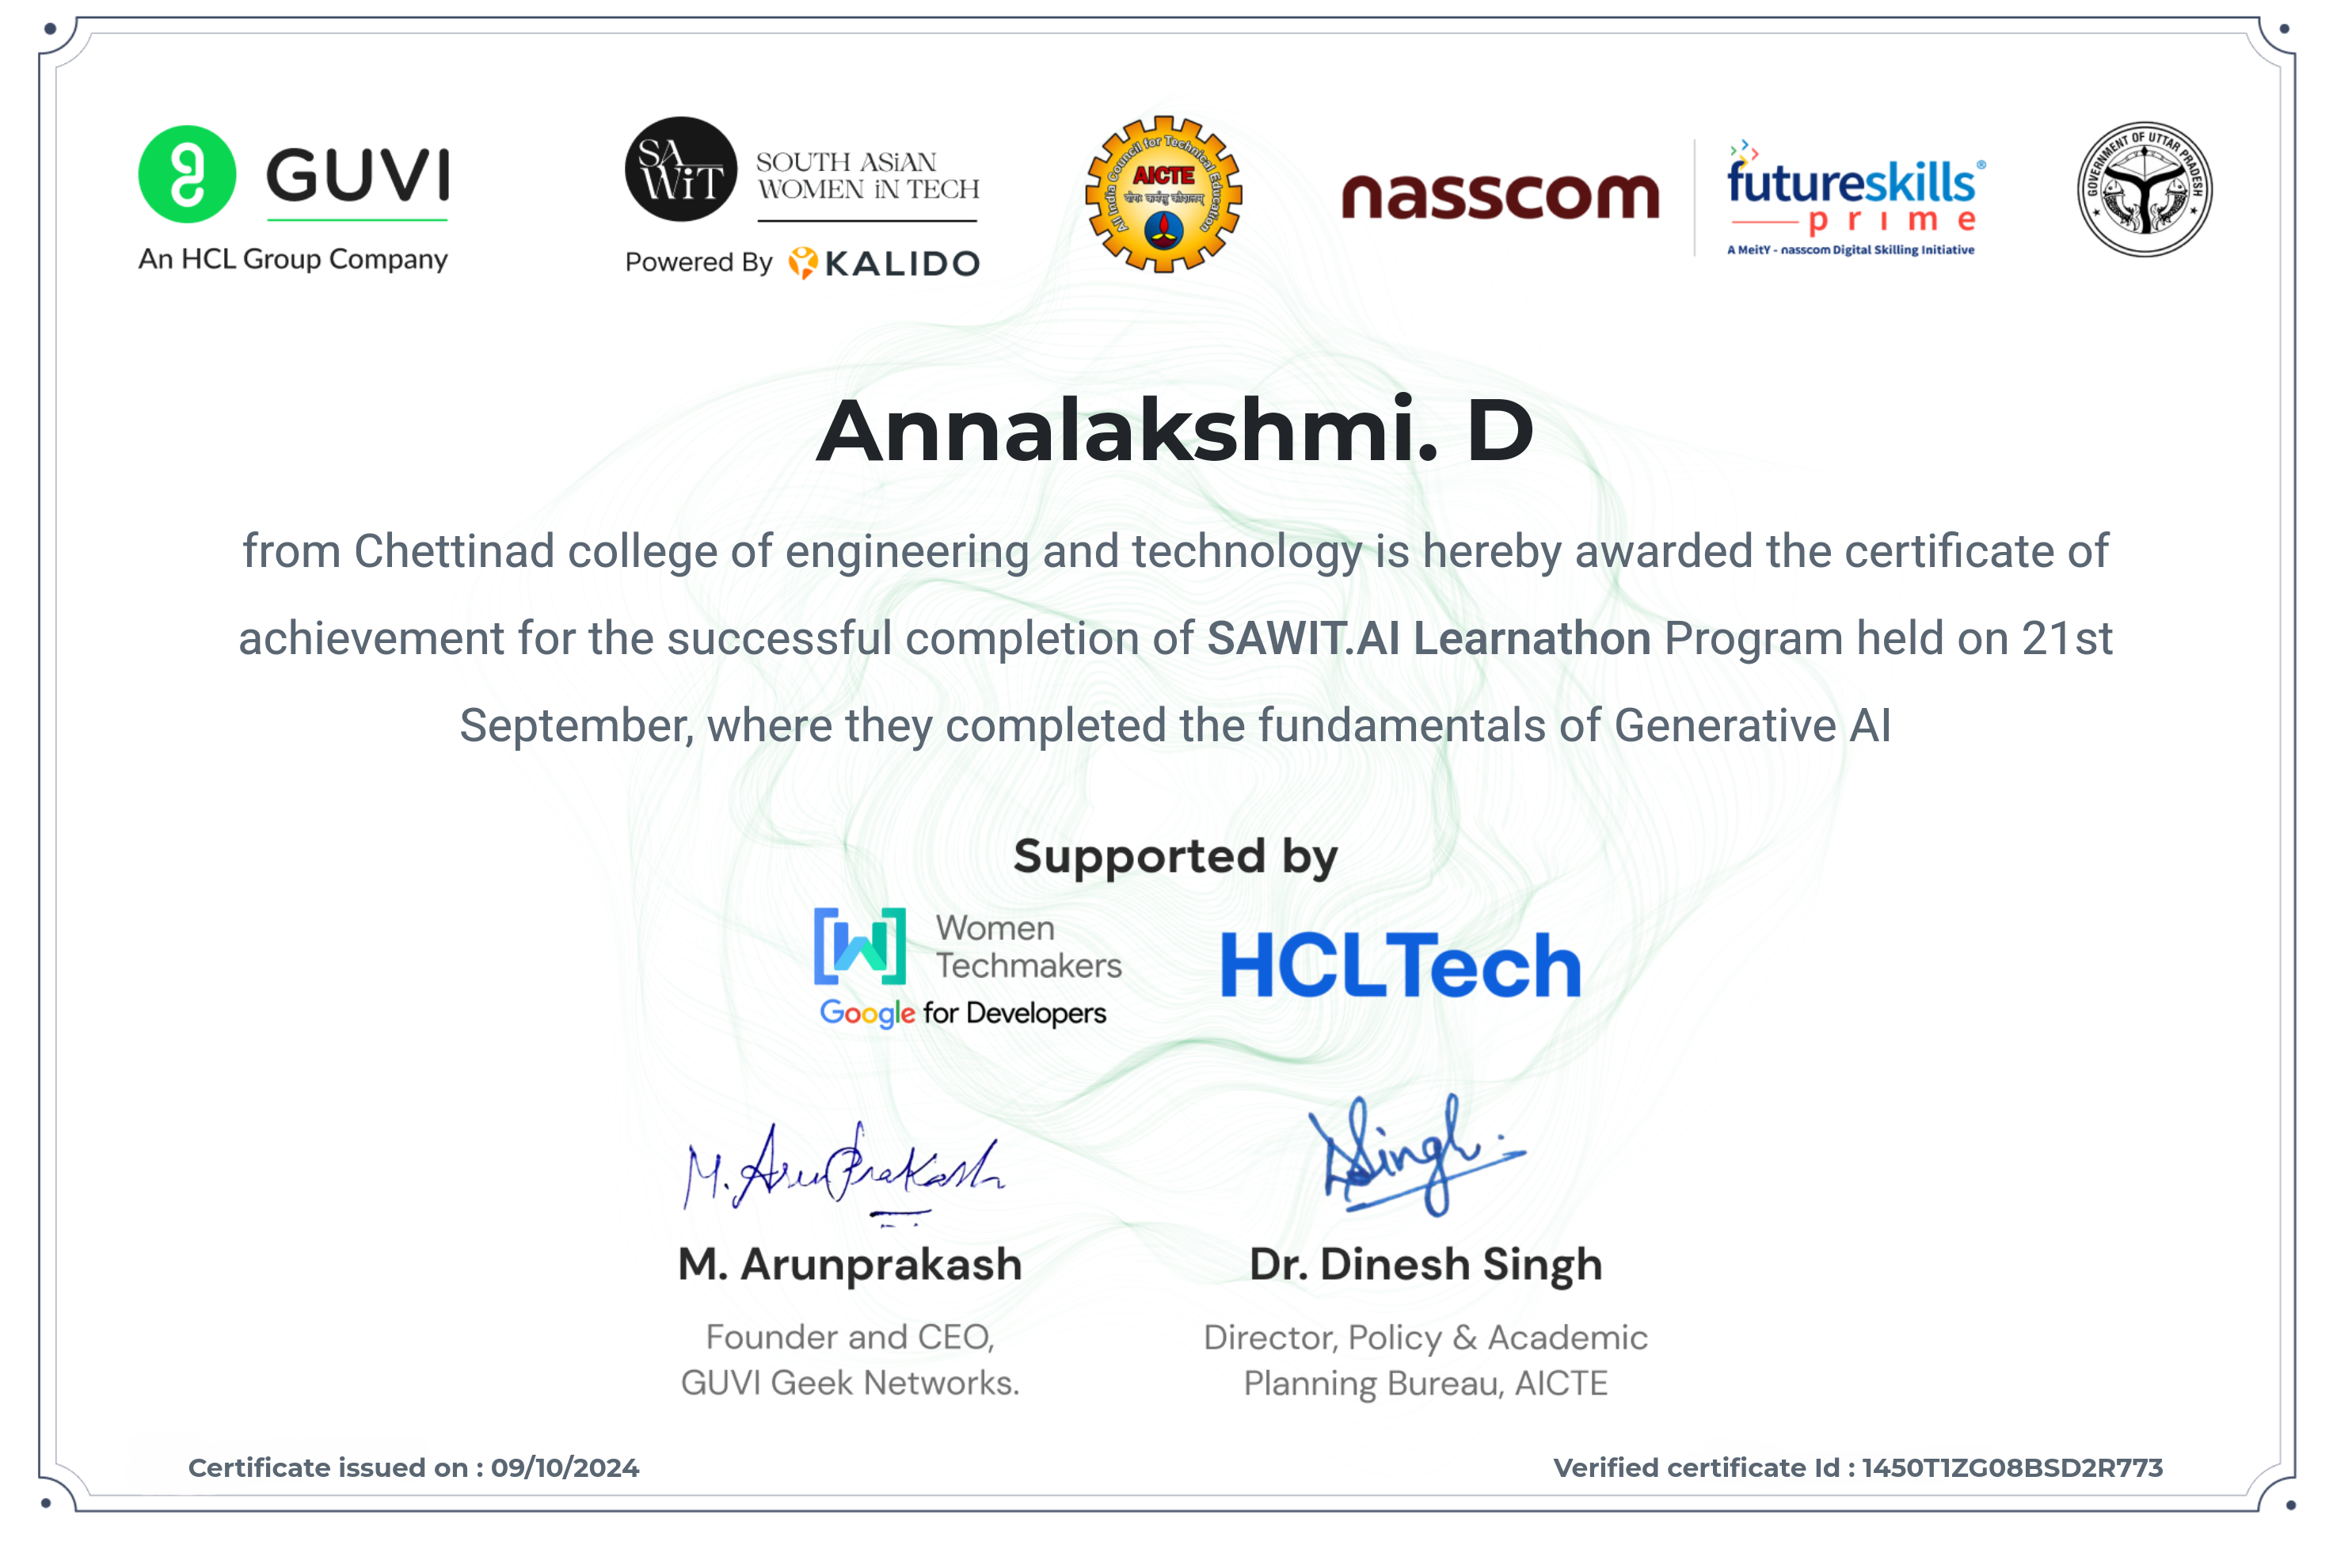 GUVI
An HCL Group Company
SA WiT
SOUTH ASiAN
WOMEN iN TECH
Powered By KALIDO
All India Council for Technical Education
AICTE
योगः कर्मसु कौशलम्
nasscom
futureskills®
prime
A MeitY - nasscom Digital Skilling Initiative
GOVERNMENT OF UTTAR PRADESH
Annalakshmi. D
from Chettinad college of engineering and technology is hereby awarded the certificate of
achievement for the successful completion of SAWIT.AI Learnathon Program held on 21st
September, where they completed the fundamentals of Generative AI
Supported by
Women
Techmakers
Google for Developers
HCLTech
M. ArunPrakash
DSingh.
M. Arunprakash
Dr. Dinesh Singh
Founder and CEO,
GUVI Geek Networks.
Director, Policy & Academic
Planning Bureau, AICTE
Certificate issued on : 09/10/2024
Verified certificate Id : 1450T1ZG08BSD2R773